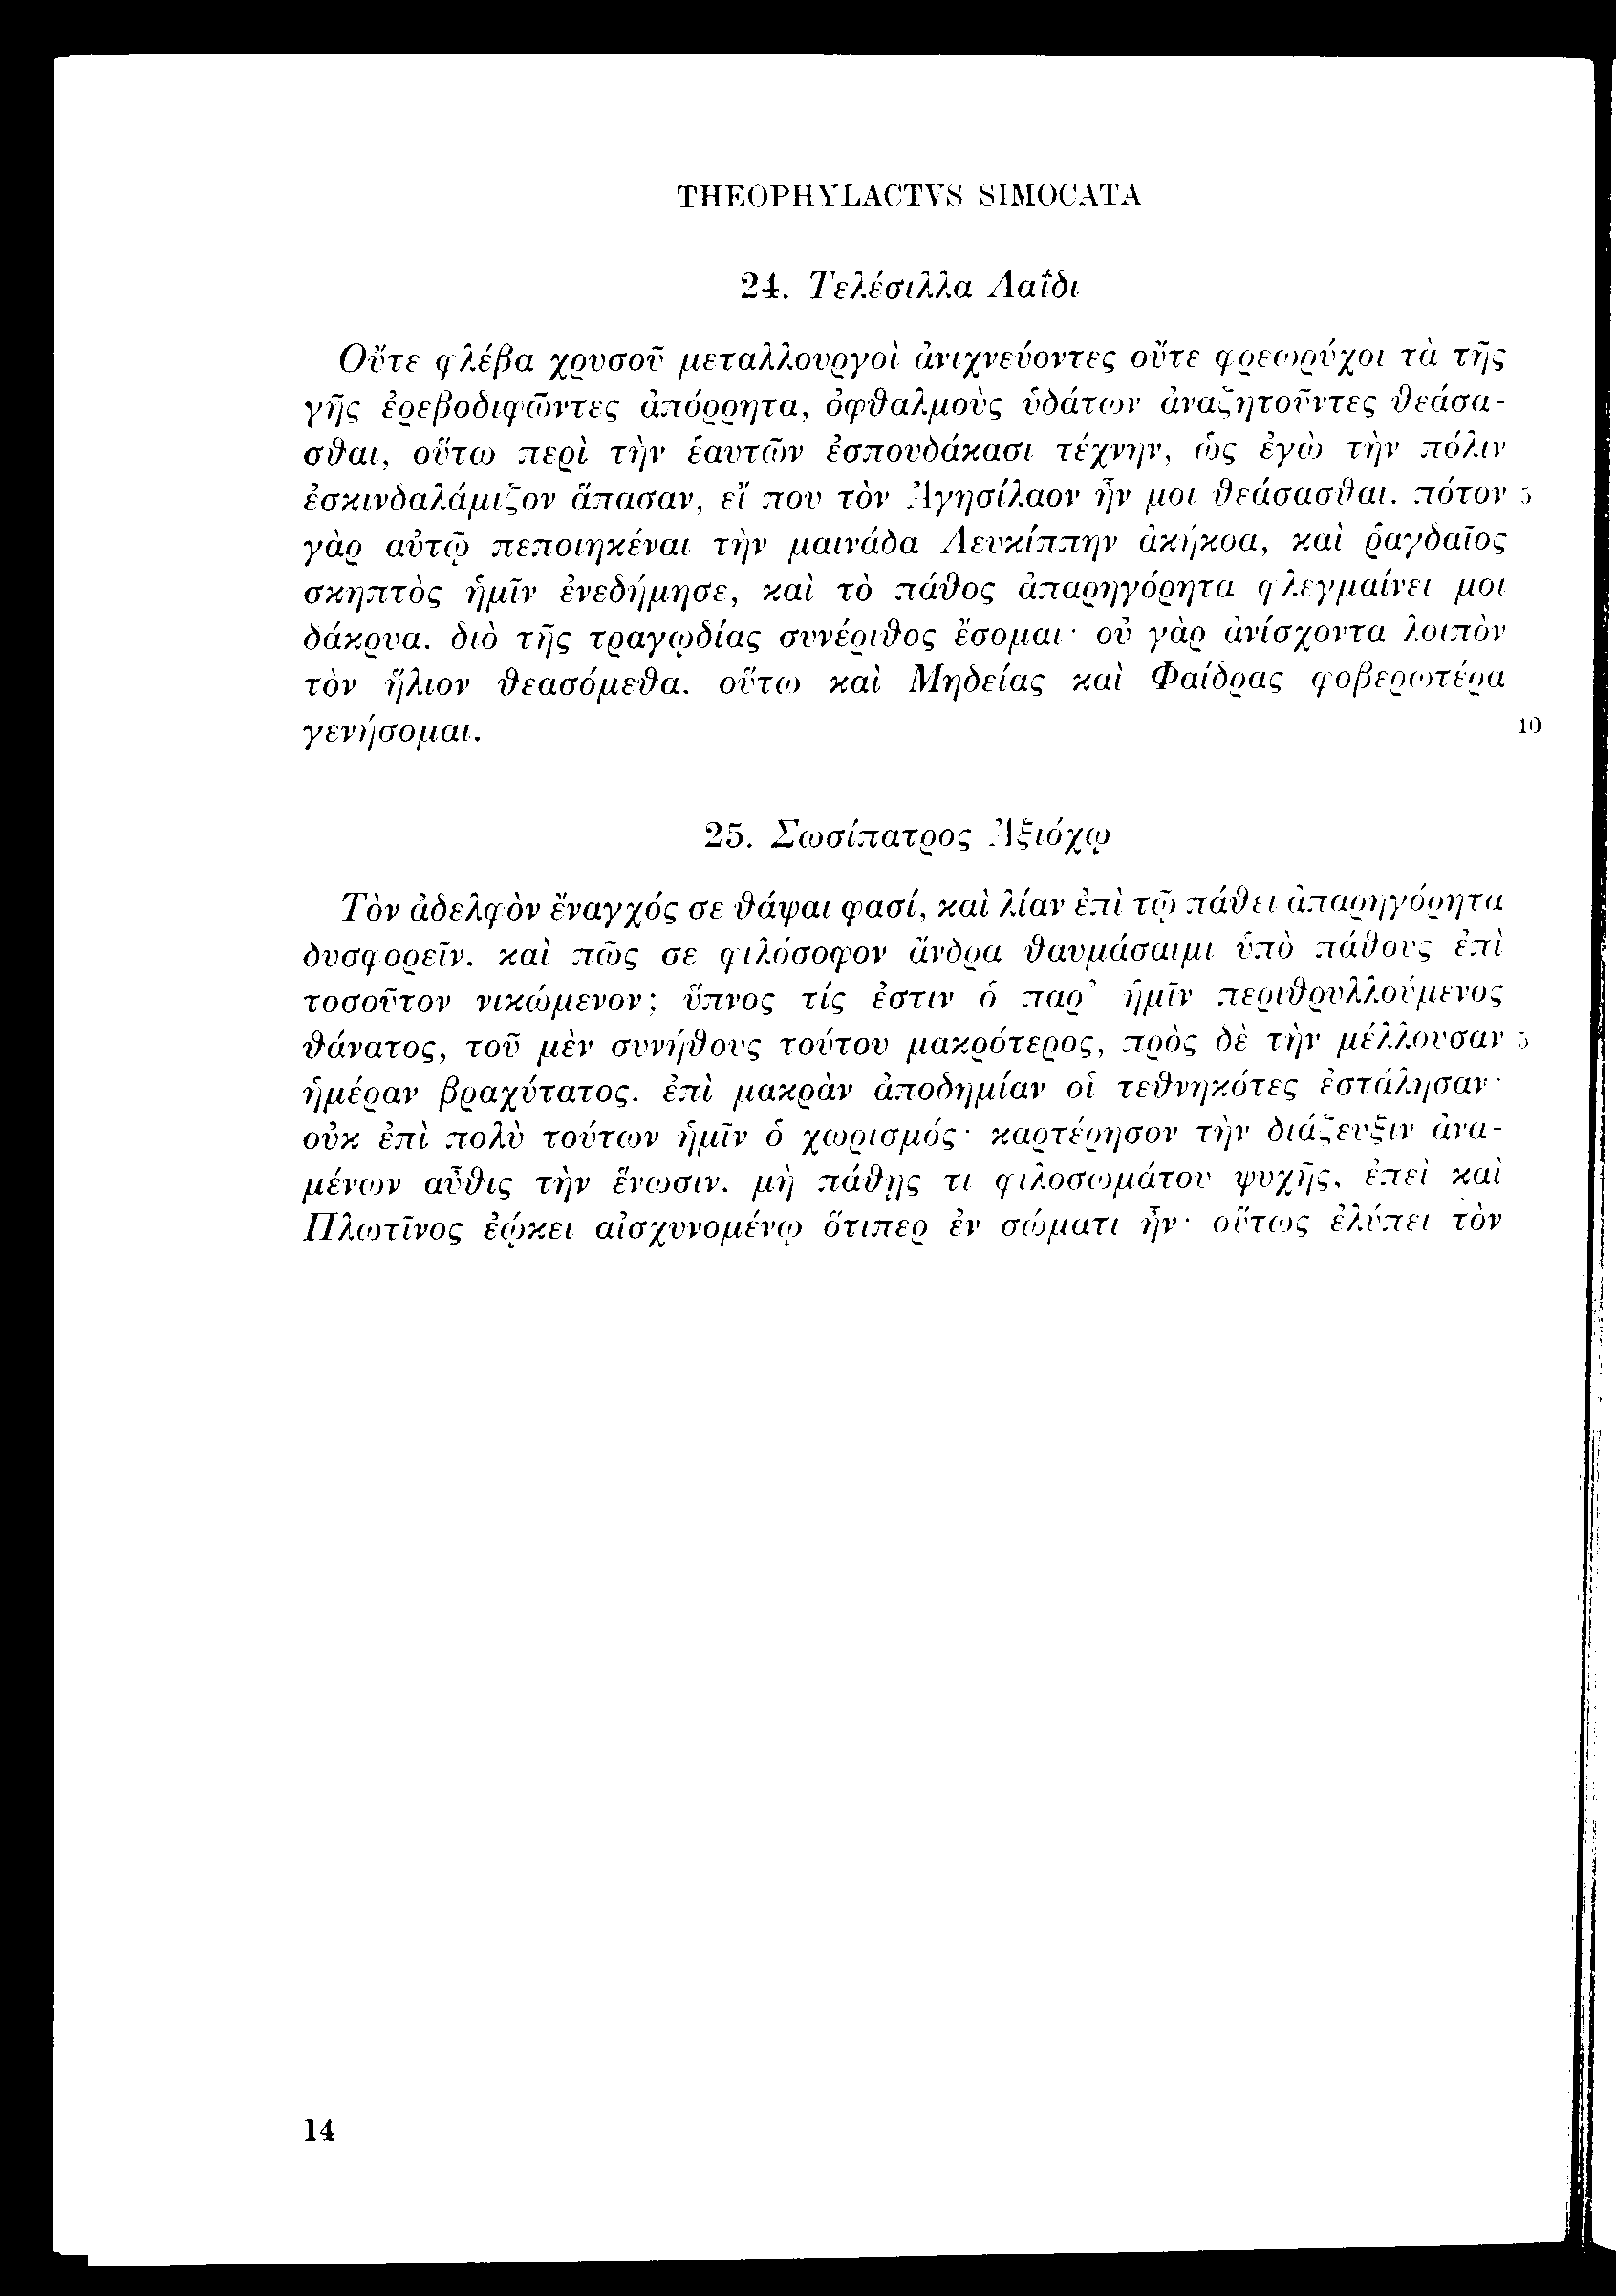 THEOPHYLACTVS SIMOCATA
24. Τελέσιλλα Λαΐδι
Οὔτε φλέβα χρυσοῦ μεταλλουργοὶ ἀνιχνεύοντες οὔτε φρεωρύχοι τὰ τῆς
γῆς ἐρεβοδιφῶντες ἀπόρρητα, ὀφθαλμοὺς ὑδάτων ἀναζητοῦντες θεάσα-
σθαι, οὕτω περὶ τὴν ἑαυτῶν ἐσπουδάκασι τέχνην, ὡς ἐγὼ τὴν πόλιν
ἐσκινδαλάμιζον ἅπασαν, εἴ που τὸν Ἀγησίλαον ἦν μοι θεάσασθαι. πότον 5
γὰρ αὐτῷ πεποιηκέναι τὴν μαινάδα Λευκίππην ἀκήκοα, καὶ ῥαγδαῖος
σκηπτὸς ἡμῖν ἐνεδήμησε, καὶ τὸ πάθος ἀπαρηγόρητα φλεγμαίνει μοι
δάκρυα. διὸ τῆς τραγῳδίας συνέριθος ἔσομαι· οὐ γὰρ ἀνίσχοντα λοιπὸν
τὸν ἥλιον θεασόμεθα. οὕτω καὶ Μηδείας καὶ Φαίδρας φοβερωτέρα
γενήσομαι. 10
25. Σωσίπατρος Ἀξιόχῳ
Τὸν ἀδελφὸν ἔναγχός σε θάψαι φασί, καὶ λίαν ἐπὶ τῷ πάθει ἀπαρηγόρητα
δυσφορεῖν. καὶ πῶς σε φιλόσοφον ἄνδρα θαυμάσαιμι ὑπὸ πάθους ἐπὶ
τοσοῦτον νικώμενον; ὕπνος τίς ἐστιν ὁ παρ’ ἡμῖν περιθρυλλούμενος
θάνατος, τοῦ μὲν συνήθους τούτου μακρότερος, πρὸς δὲ τὴν μέλλουσαν 5
ἡμέραν βραχύτατος. ἐπὶ μακρὰν ἀποδημίαν οἱ τεθνηκότες ἐστάλησαν·
οὐκ ἐπὶ πολὺ τούτων ἡμῖν ὁ χωρισμός· καρτέρησον τὴν διάζευξιν ἀνα-
μένων αὖθις τὴν ἕνωσιν. μὴ πάθῃς τι φιλοσωμάτου ψυχῆς, ἐπεὶ καὶ
Πλωτῖνος ἐῴκει αἰσχυνομένῳ ὅτιπερ ἐν σώματι ἦν· οὕτως ἐλύπει τὸν
14